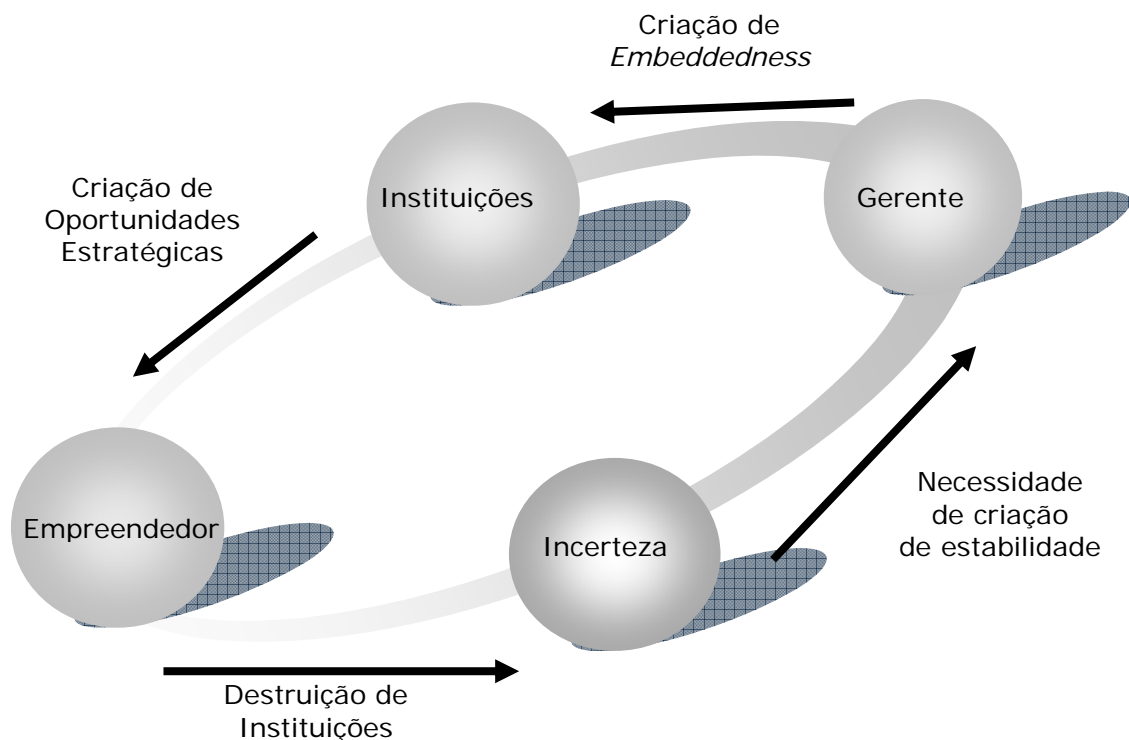 Criação de
Embeddedness
Instituições
Gerente
Criação de
Oportunidades
Estratégicas
Necessidade
de criação
de estabilidade
Empreendedor
Incerteza
Destruição de
Instituições